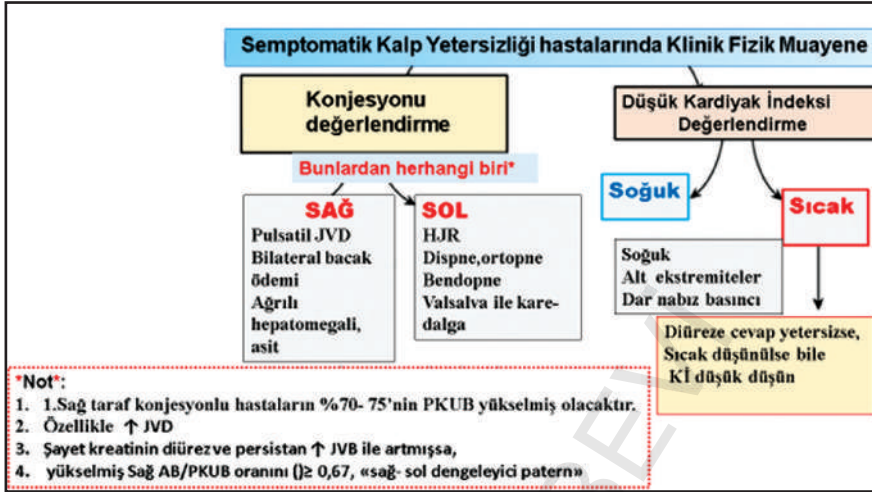 Semptomatik Kalp Yetersizliği hastalarında Klinik Fizik Muayene
Konjesyonu
değerlendirme
Düşük Kardiyak İndeksi
Değerlendirme
Bunlardan herhangi biri*
SAĞ
Pulsatil JVD
Bilateral bacak
ödemi
Ağrılı
hepatomegali,
asit
SOL
HJR
Dispne,ortopne
Bendopne
Valsalva ile kare-
dalga
Soğuk
Sıcak
Soğuk
Alt ekstremiteler
Dar nabız basıncı
Diüreze cevap yetersizse,
Sıcak düşünülse bile
Kİ düşük düşün
*Not*:
1. 1.Sağ taraf konjesyonlu hastaların %70- 75'nin PKUB yükselmiş olacaktır.
2. Özellikle ↑ JVD
3. Şayet kreatinin diürez ve persistan ↑ JVB ile artmışsa,
4. yükselmiş Sağ AB/PKUB oranını ()≥ 0,67, «sağ- sol dengeleyici patern»